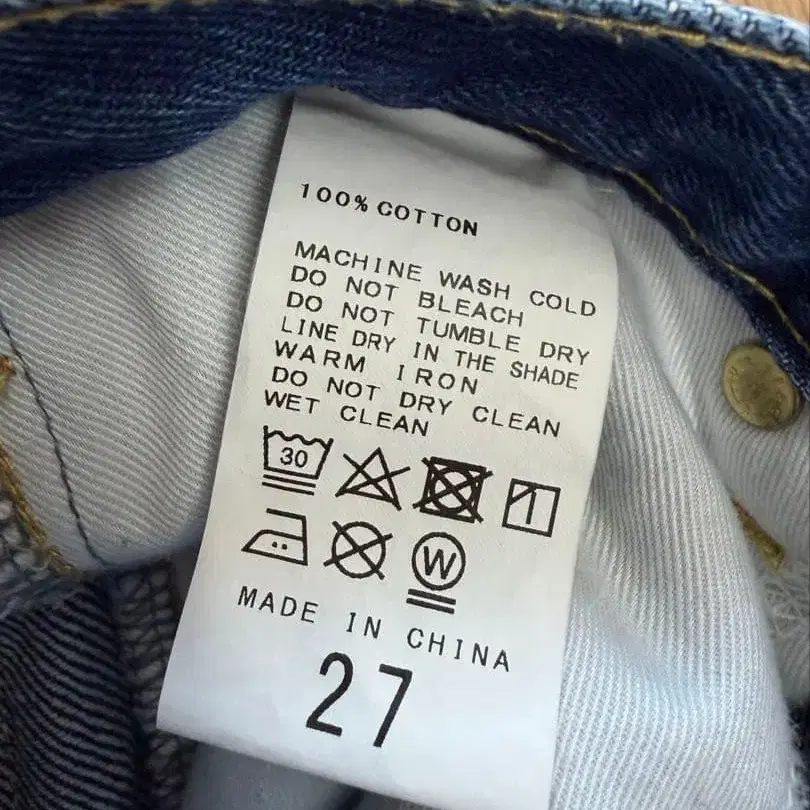 100% COTTON
MACHINE WASH COLD
DO NOT BLEACH
DO NOT TUMBLE DRY
LINE DRY IN THE SHADE
WARM IRON
DO NOT DRY CLEAN
WET CLEAN
30
W
MADE IN CHINA
27